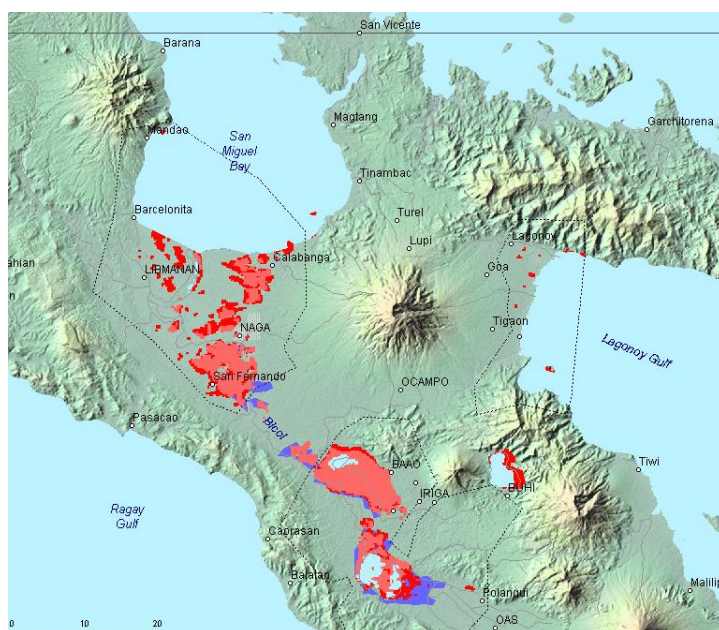 San Vicente
Barana
Magtang
Garchitorena
Mandao
San
Miguel
Bay
Tinambac
Barcelonita
Turel
Lupi
Lagonoy
Calabanga
Goa
LIBMANAN
Tigaon
NAGA
Lagonoy Gulf
San Fernando
OCAMPO
Pasacao
Bicol
BAAO
Tiwi
IRIGA
BUHI
Ragay
Gulf
Caorasan
Balatan
Polangui
Malilip
OAS
0 10 20